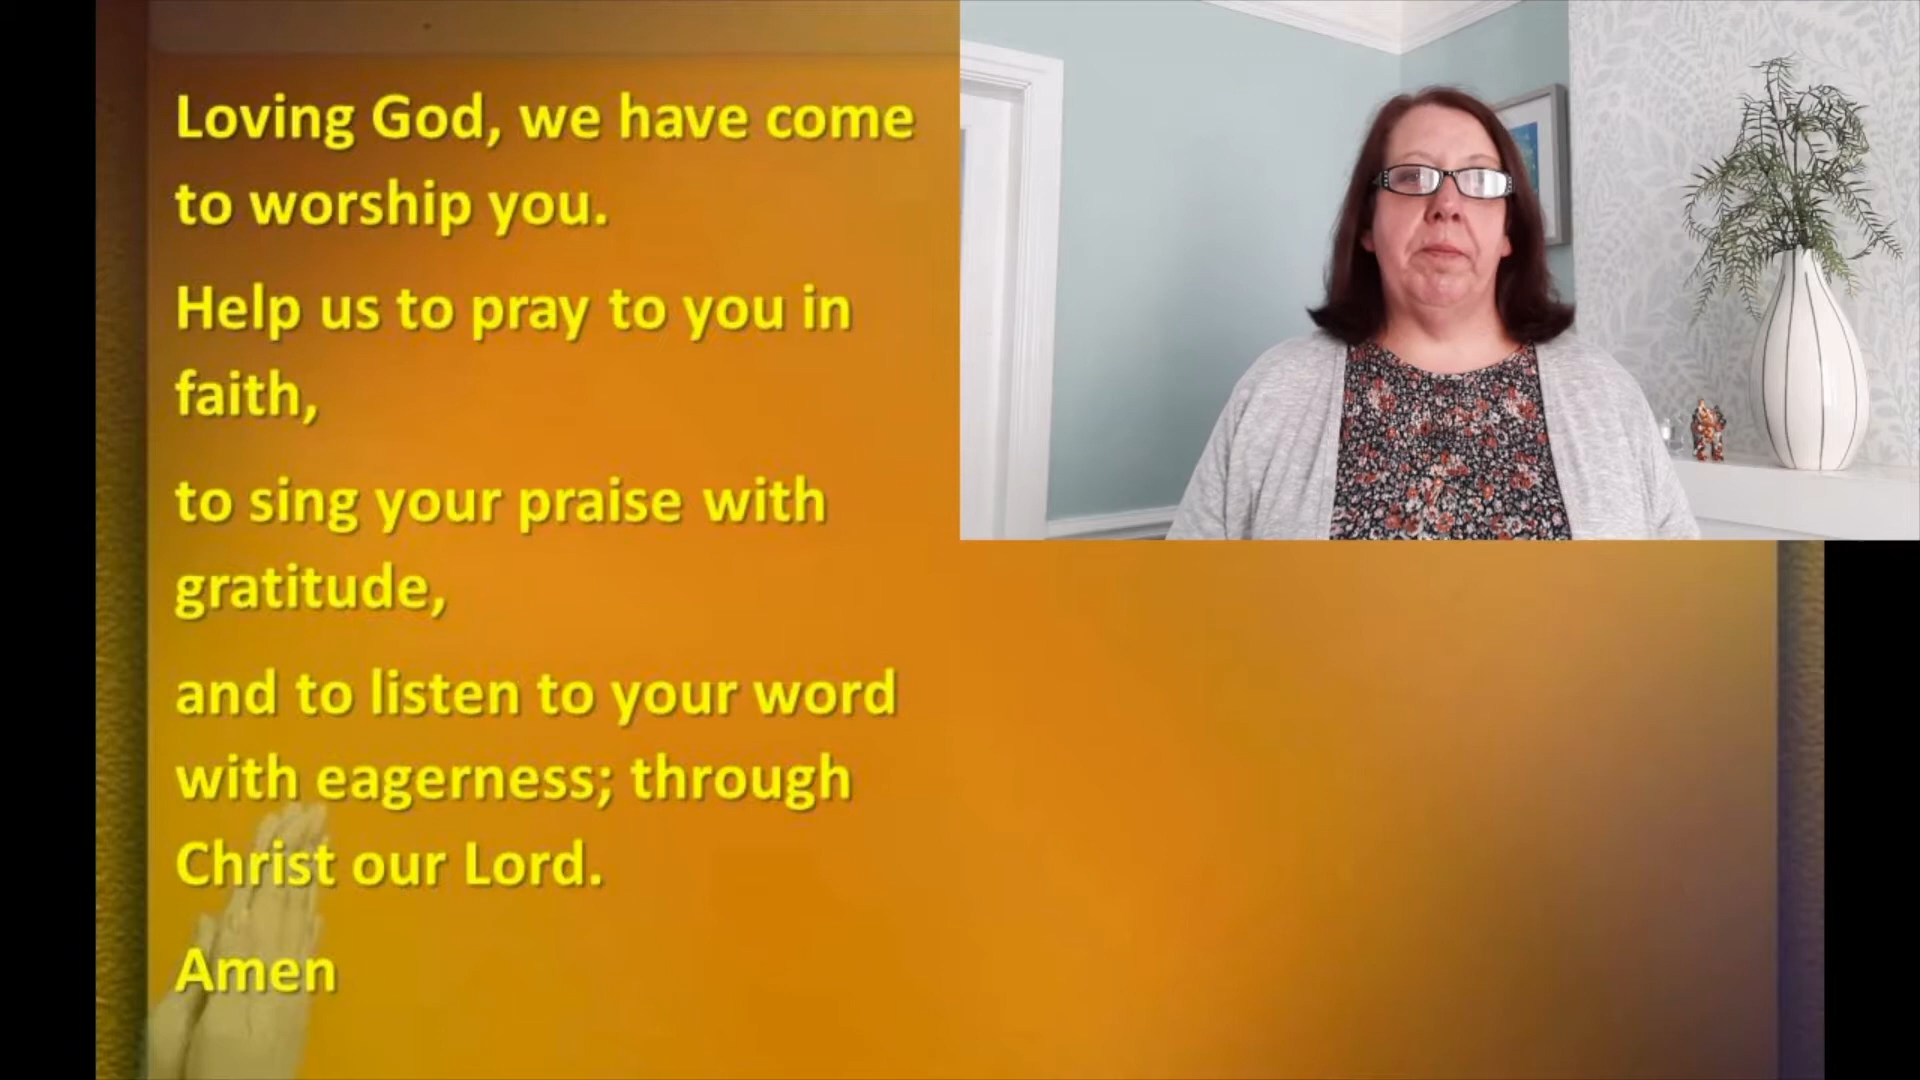 Loving God, we have come
to worship you.
Help us to pray to you in
faith,
to sing your praise with
gratitude,
and to listen to your word
with eagerness; through
Christ our Lord.
Amen